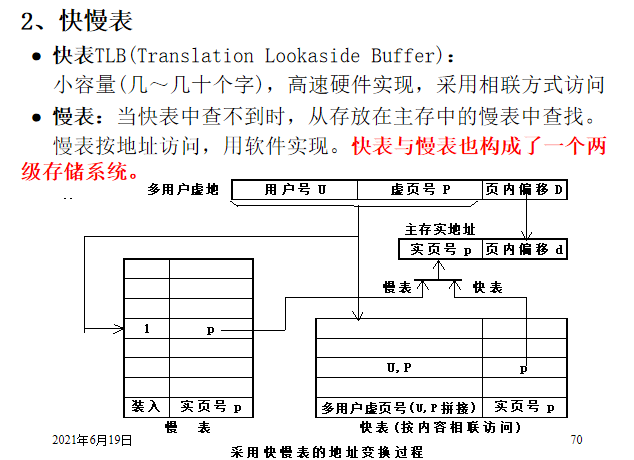 2、快慢表
● 快表TLB(Translation Lookaside Buffer)：
小容量(几～几十个字)，高速硬件实现，采用相联方式访问
● 慢表：当快表中查不到时，从存放在主存中的慢表中查找。
慢表按地址访问，用软件实现。快表与慢表也构成了一个两
级存储系统。
多用户虚地 用户号 U 虚页号 P 页内偏移 D
主存实地址
实页号 p 页内偏移 d
慢表 快表
1 p
U,P p
装入 实页号 p 多用户虚页号(U,P拼接) 实页号 p
慢 表 快表(按内容相联访问)
2021年6月19日 70
采用快慢表的地址变换过程